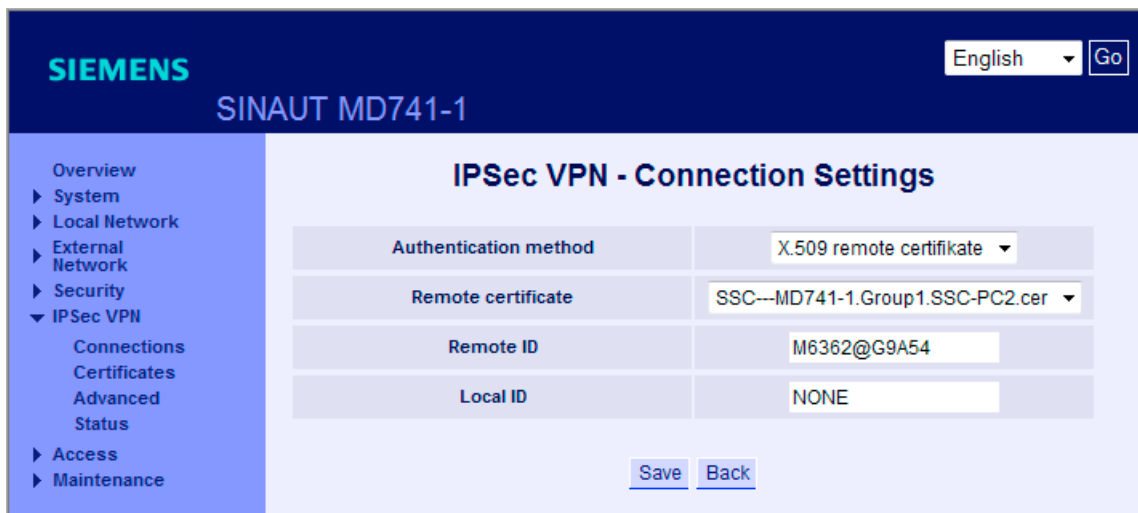 SIEMENS
English
Go
SINAUT MD741-1
Overview
System
Local Network
External
Network
Security
IPSec VPN
Connections
Certificates
Advanced
Status
Access
Maintenance
IPSec VPN - Connection Settings
Authentication method
X.509 remote certifikate
Remote certificate
SSC---MD741-1.Group1.SSC-PC2.cer
Remote ID
M6362@G9A54
Local ID
NONE
Save
Back